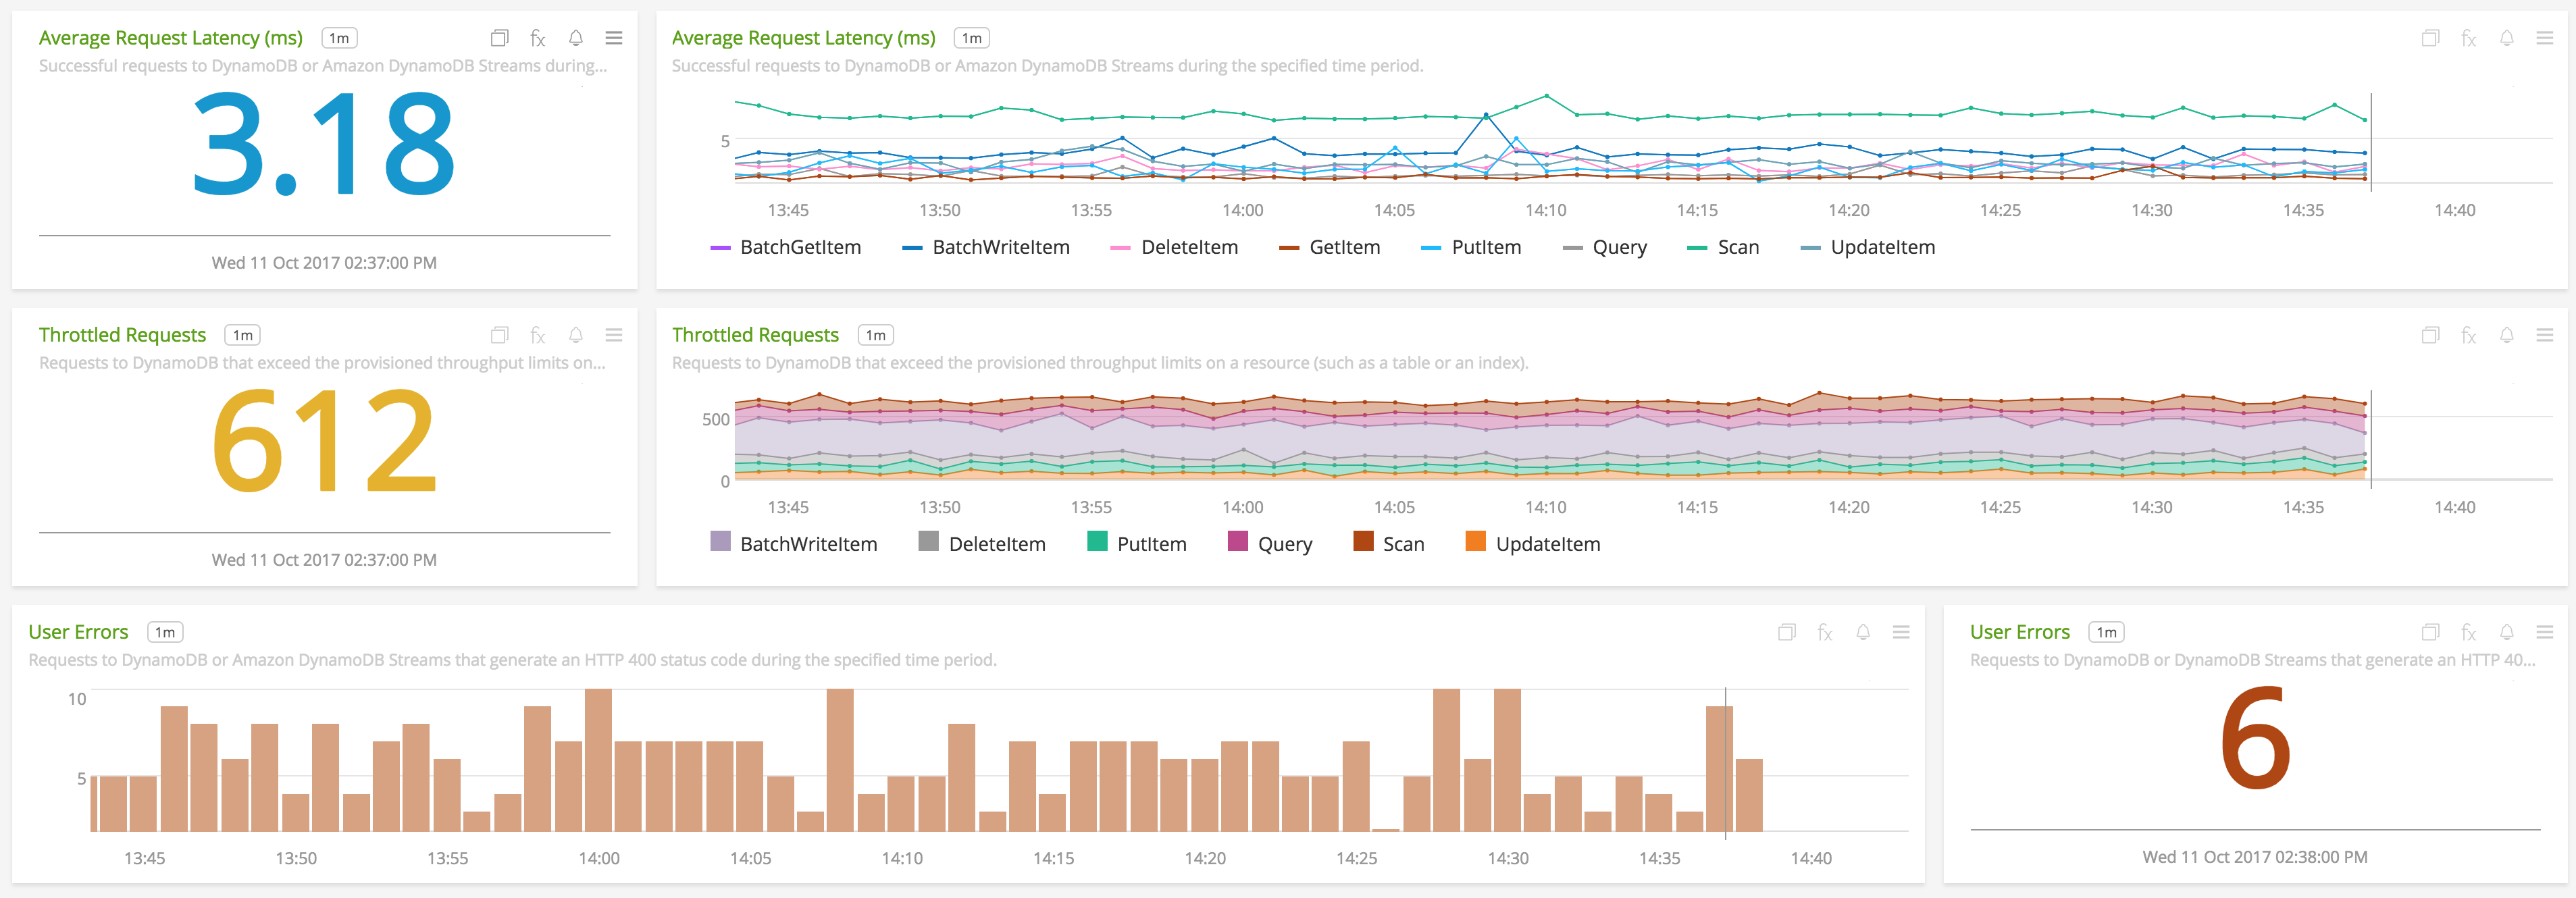 Average Request Latency (ms) 1m
Successful requests to DynamoDB or Amazon DynamoDB Streams during...
3.18
Wed 11 Oct 2017 02:37:00 PM
Average Request Latency (ms) 1m
Successful requests to DynamoDB or Amazon DynamoDB Streams during the specified time period.
5
13:45 13:50 13:55 14:00 14:05 14:10 14:15 14:20 14:25 14:30 14:35 14:40
BatchGetItem BatchWriteItem DeleteItem GetItem PutItem Query Scan UpdateItem
Throttled Requests 1m
Requests to DynamoDB that exceed the provisioned throughput limits on...
612
Wed 11 Oct 2017 02:37:00 PM
Throttled Requests 1m
Requests to DynamoDB that exceed the provisioned throughput limits on a resource (such as a table or an index).
500
0
13:45 13:50 13:55 14:00 14:05 14:10 14:15 14:20 14:25 14:30 14:35 14:40
BatchWriteItem DeleteItem PutItem Query Scan UpdateItem
User Errors 1m
Requests to DynamoDB or Amazon DynamoDB Streams that generate an HTTP 400 status code during the specified time period.
10
5
13:45 13:50 13:55 14:00 14:05 14:10 14:15 14:20 14:25 14:30 14:35 14:40
User Errors 1m
Requests to DynamoDB or DynamoDB Streams that generate an HTTP 40...
6
Wed 11 Oct 2017 02:38:00 PM